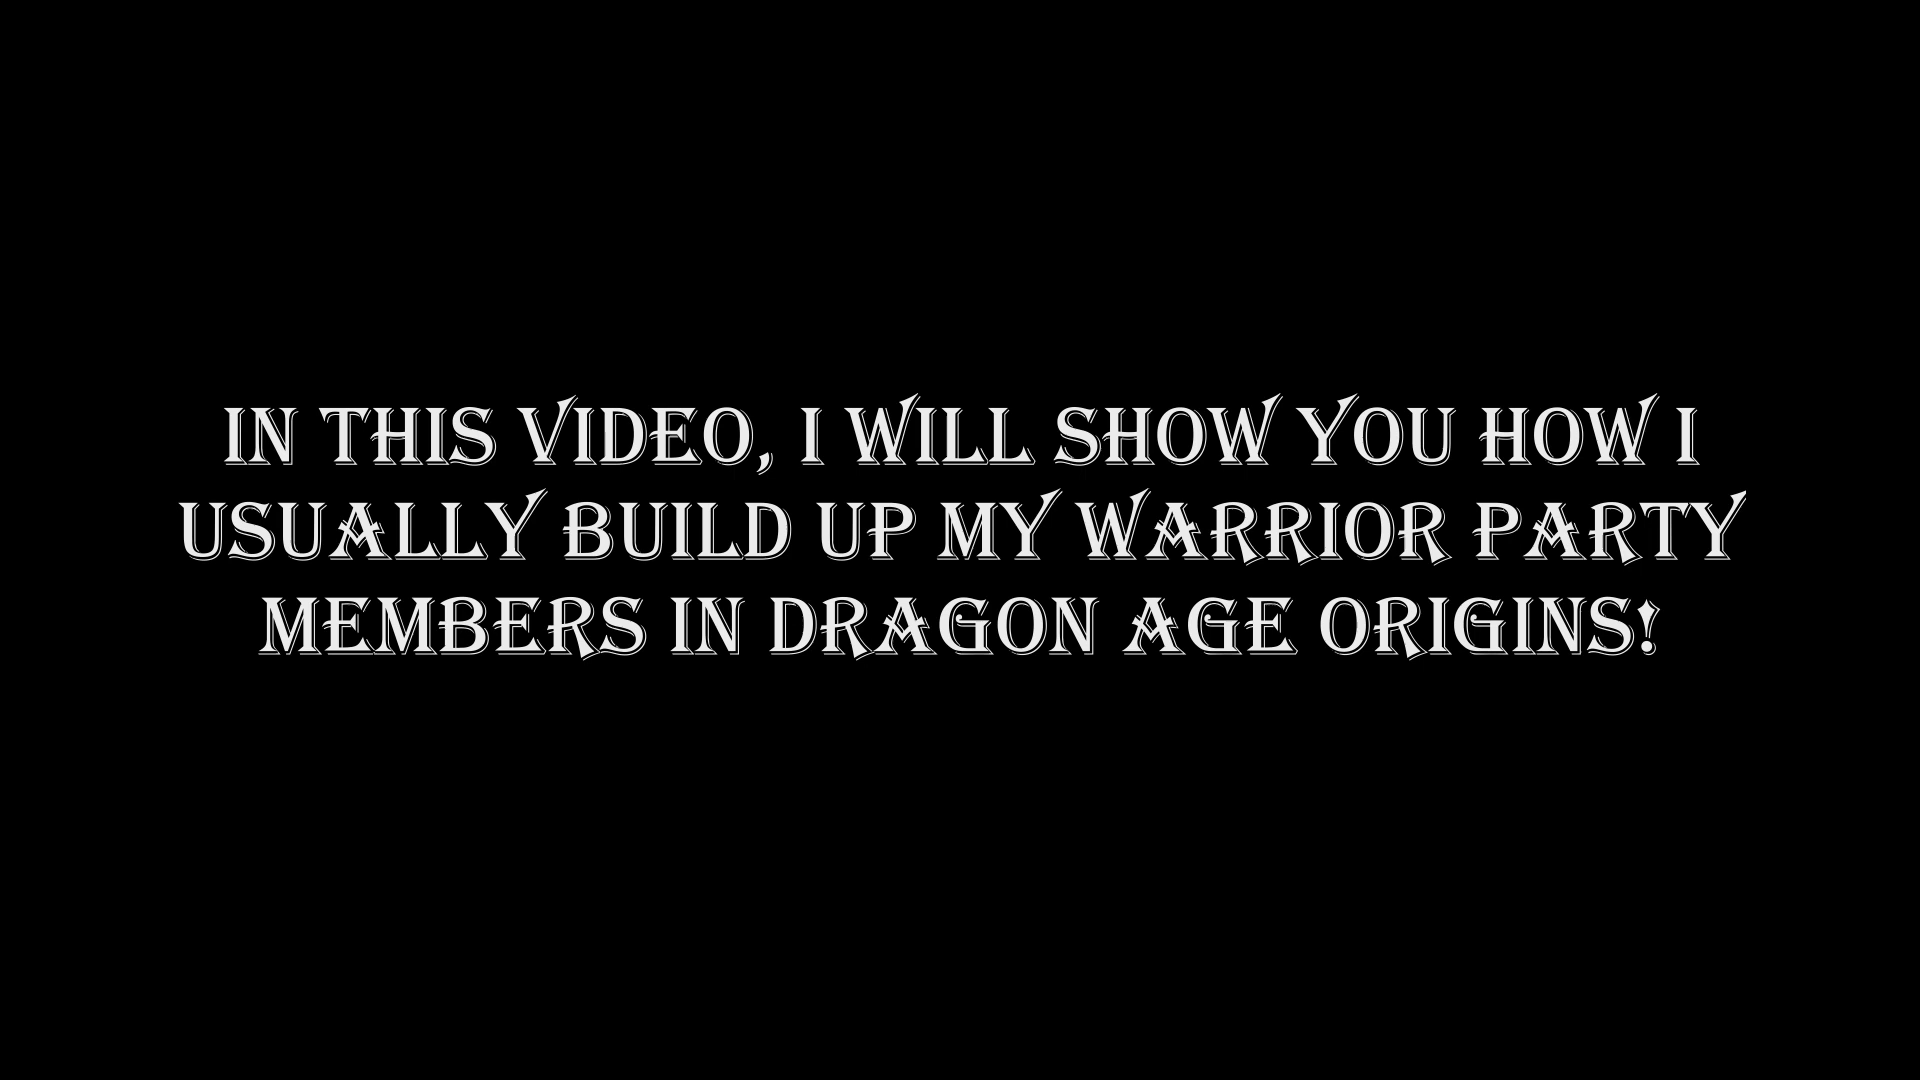 IN THIS VIDEO, I WILL SHOW YOU HOW I
USUALLY BUILD UP MY WARRIOR PARTY
MEMBERS IN DRAGON AGE ORIGINS!